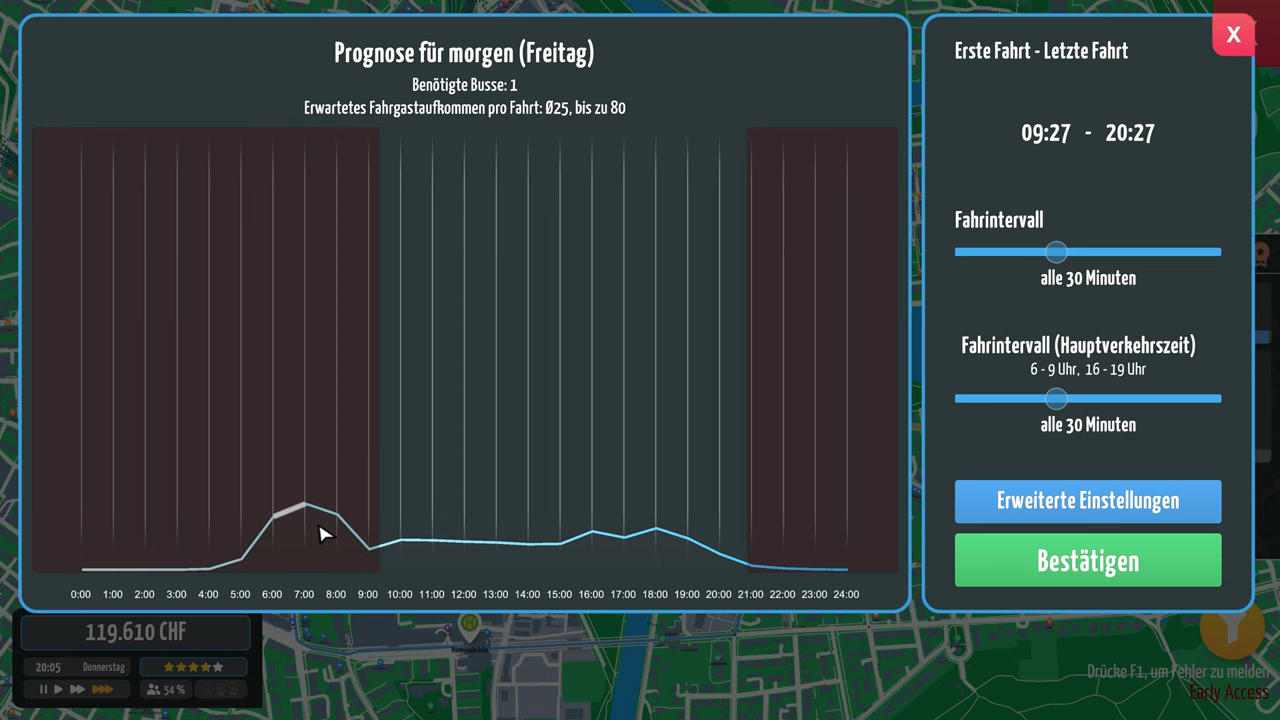 Prognose für morgen (Freitag)
Benötigte Busse: 1
Erwartetes Fahrgastaufkommen pro Fahrt: Ø25, bis zu 80
0:00 1:00 2:00 3:00 4:00 5:00 6:00 7:00 8:00 9:00 10:00 11:00 12:00 13:00 14:00 15:00 16:00 17:00 18:00 19:00 20:00 21:00 22:00 23:00 24:00
X
Erste Fahrt - Letzte Fahrt
09:27 - 20:27
Fahrintervall
alle 30 Minuten
Fahrintervall (Hauptverkehrszeit)
6 - 9 Uhr, 16 - 19 Uhr
alle 30 Minuten
Erweiterte Einstellungen
Bestätigen
119.610 CHF
20:05 Donnerstag
54 %
H
Drücke F1, um Fehler zu melden
Early Access